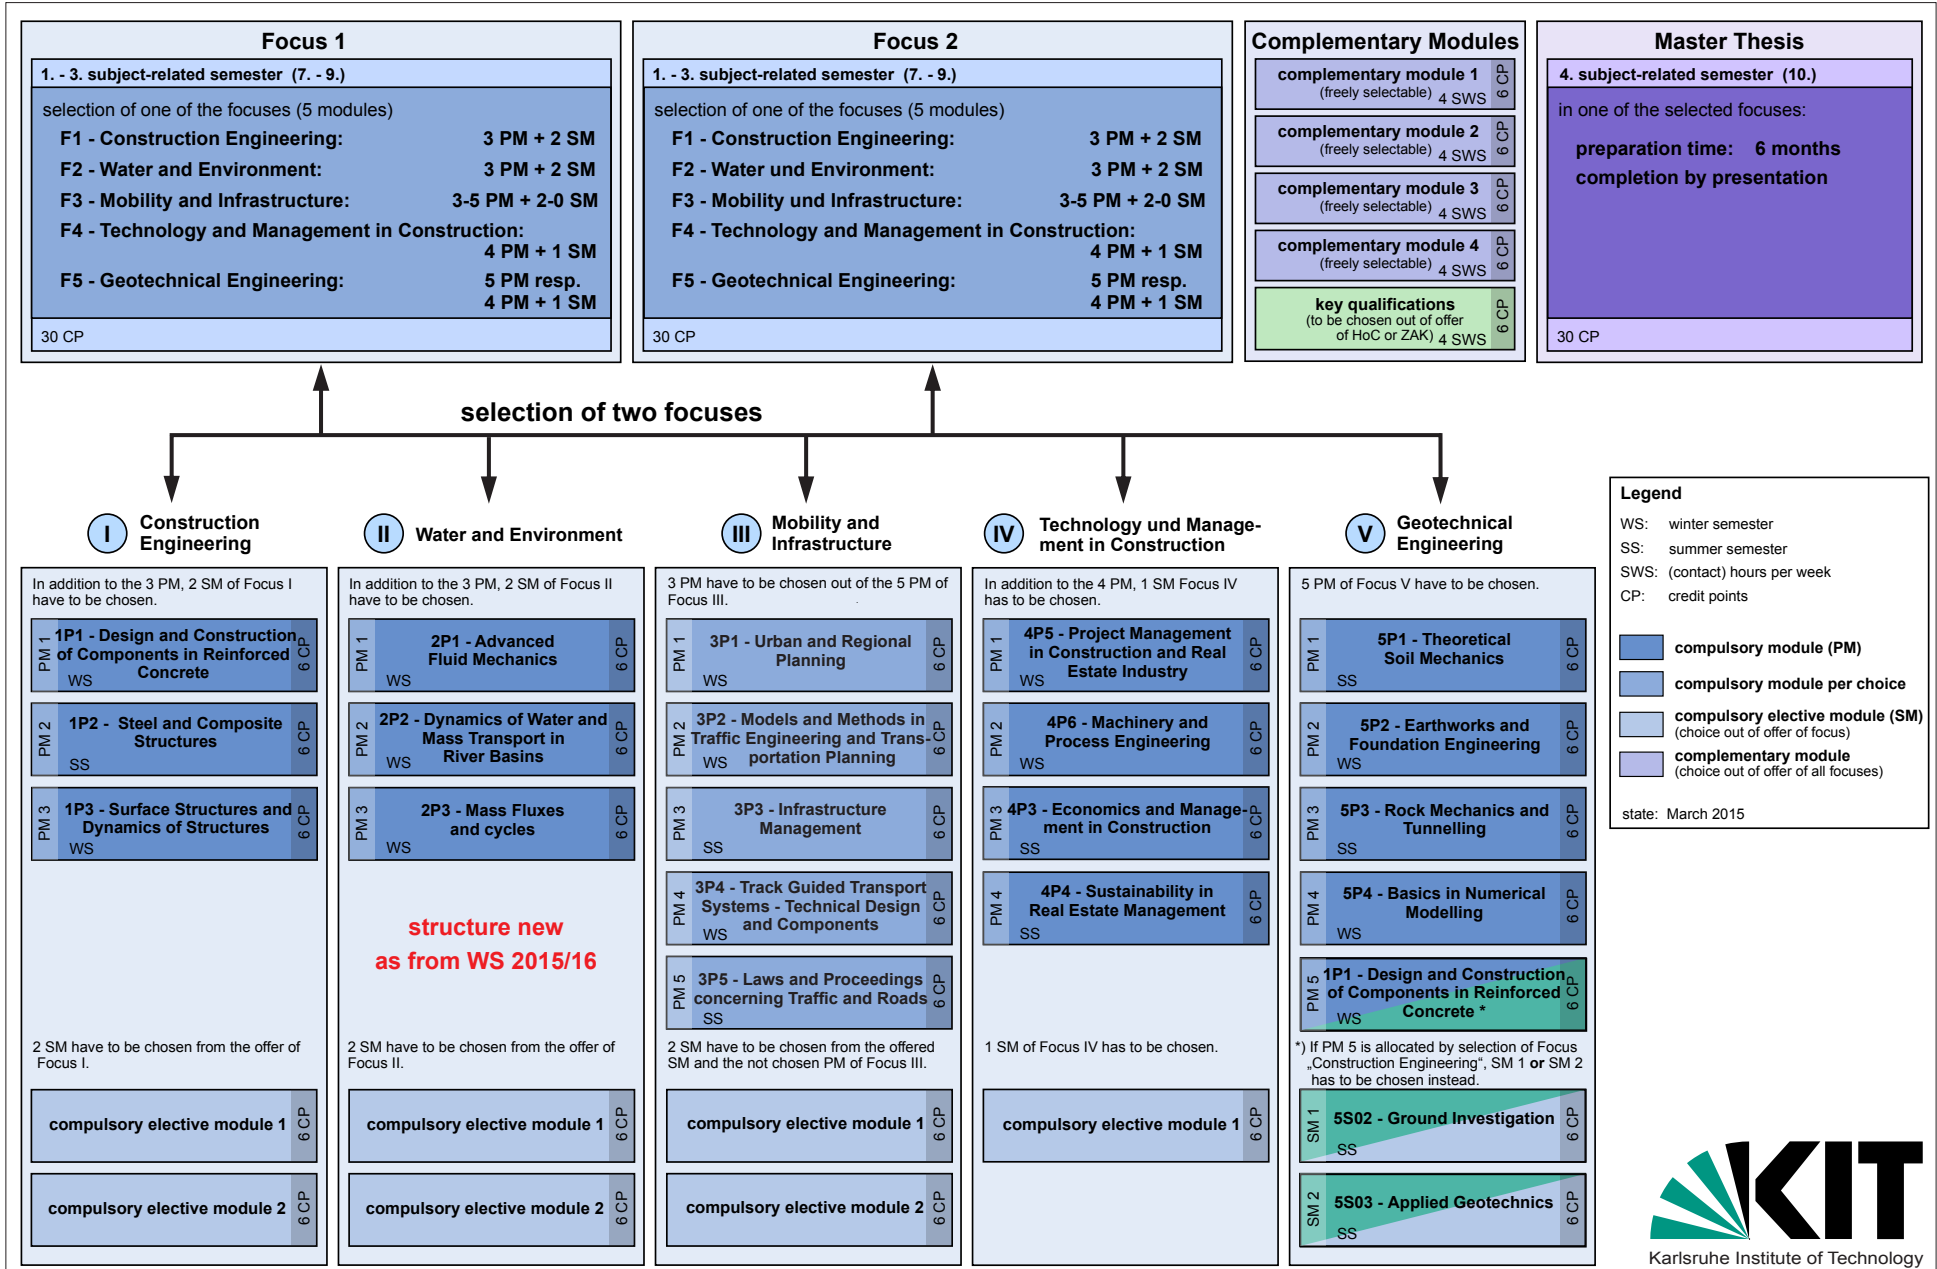 Focus 1
1. - 3. subject-related semester (7. - 9.)
selection of one of the focuses (5 modules)
F1 - Construction Engineering: 3 PM + 2 SM
F2 - Water and Environment: 3 PM + 2 SM
F3 - Mobility and Infrastructure: 3-5 PM + 2-0 SM
F4 - Technology and Management in Construction:
4 PM + 1 SM
F5 - Geotechnical Engineering: 5 PM resp.
4 PM + 1 SM
30 CP
Focus 2
1. - 3. subject-related semester (7. - 9.)
selection of one of the focuses (5 modules)
F1 - Construction Engineering: 3 PM + 2 SM
F2 - Water und Environment: 3 PM + 2 SM
F3 - Mobility und Infrastructure: 3-5 PM + 2-0 SM
F4 - Technology and Management in Construction:
4 PM + 1 SM
F5 - Geotechnical Engineering: 5 PM resp.
4 PM + 1 SM
30 CP
Complementary Modules
complementary module 1
(freely selectable) 4 SWS
6 CP
complementary module 2
(freely selectable) 4 SWS
6 CP
complementary module 3
(freely selectable) 4 SWS
6 CP
complementary module 4
(freely selectable) 4 SWS
6 CP
key qualifications
(to be chosen out of offer
of HoC or ZAK) 4 SWS
6 CP
Master Thesis
4. subject-related semester (10.)
in one of the selected focuses:
preparation time: 6 months
completion by presentation
30 CP
selection of two focuses
I
Construction
Engineering
In addition to the 3 PM, 2 SM of Focus I
have to be chosen.
PM 1
1P1 - Design and Construction
of Components in Reinforced
Concrete
WS
6 CP
PM 2
1P2 - Steel and Composite
Structures
SS
6 CP
PM 3
1P3 - Surface Structures and
Dynamics of Structures
WS
6 CP
2 SM have to be chosen from the offer of
Focus I.
compulsory elective module 1
6 CP
compulsory elective module 2
6 CP
II
Water and Environment
In addition to the 3 PM, 2 SM of Focus II
have to be chosen.
PM 1
2P1 - Advanced
Fluid Mechanics
WS
6 CP
PM 2
2P2 - Dynamics of Water and
Mass Transport in
River Basins
WS
6 CP
PM 3
2P3 - Mass Fluxes
and cycles
WS
6 CP
structure new
as from WS 2015/16
2 SM have to be chosen from the offer of
Focus II.
compulsory elective module 1
6 CP
compulsory elective module 2
6 CP
III
Mobility and
Infrastructure
3 PM have to be chosen out of the 5 PM of
Focus III.
PM 1
3P1 - Urban and Regional
Planning
WS
6 CP
PM 2
3P2 - Models and Methods in
Traffic Engineering and Trans-
portation Planning
WS
6 CP
PM 3
3P3 - Infrastructure
Management
SS
6 CP
PM 4
3P4 - Track Guided Transport
Systems - Technical Design
and Components
WS
6 CP
PM 5
3P5 - Laws and Proceedings
concerning Traffic and Roads
SS
6 CP
2 SM have to be chosen from the offered
SM and the not chosen PM of Focus III.
compulsory elective module 1
6 CP
compulsory elective module 2
6 CP
IV
Technology und Manage-
ment in Construction
In addition to the 4 PM, 1 SM Focus IV
has to be chosen.
PM 1
4P5 - Project Management
in Construction and Real
Estate Industry
WS
6 CP
PM 2
4P6 - Machinery and
Process Engineering
WS
6 CP
PM 3
4P3 - Economics and Manage-
ment in Construction
SS
6 CP
PM 4
4P4 - Sustainability in
Real Estate Management
SS
6 CP
1 SM of Focus IV has to be chosen.
compulsory elective module 1
6 CP
V
Geotechnical
Engineering
5 PM of Focus V have to be chosen.
PM 1
5P1 - Theoretical
Soil Mechanics
SS
6 CP
PM 2
5P2 - Earthworks and
Foundation Engineering
WS
6 CP
PM 3
5P3 - Rock Mechanics and
Tunnelling
SS
6 CP
PM 4
5P4 - Basics in Numerical
Modelling
WS
6 CP
PM 5
1P1 - Design and Construction
of Components in Reinforced
Concrete *
WS
6 CP
*) If PM 5 is allocated by selection of Focus
„Construction Engineering“, SM 1 or SM 2
has to be chosen instead.
SM 1
5S02 - Ground Investigation
SS
6 CP
SM 2
5S03 - Applied Geotechnics
SS
6 CP
Legend
WS: winter semester
SS: summer semester
SWS: (contact) hours per week
CP: credit points
compulsory module (PM)
compulsory module per choice
compulsory elective module (SM)
(choice out of offer of focus)
complementary module
(choice out of offer of all focuses)
state: March 2015
KIT
Karlsruhe Institute of Technology